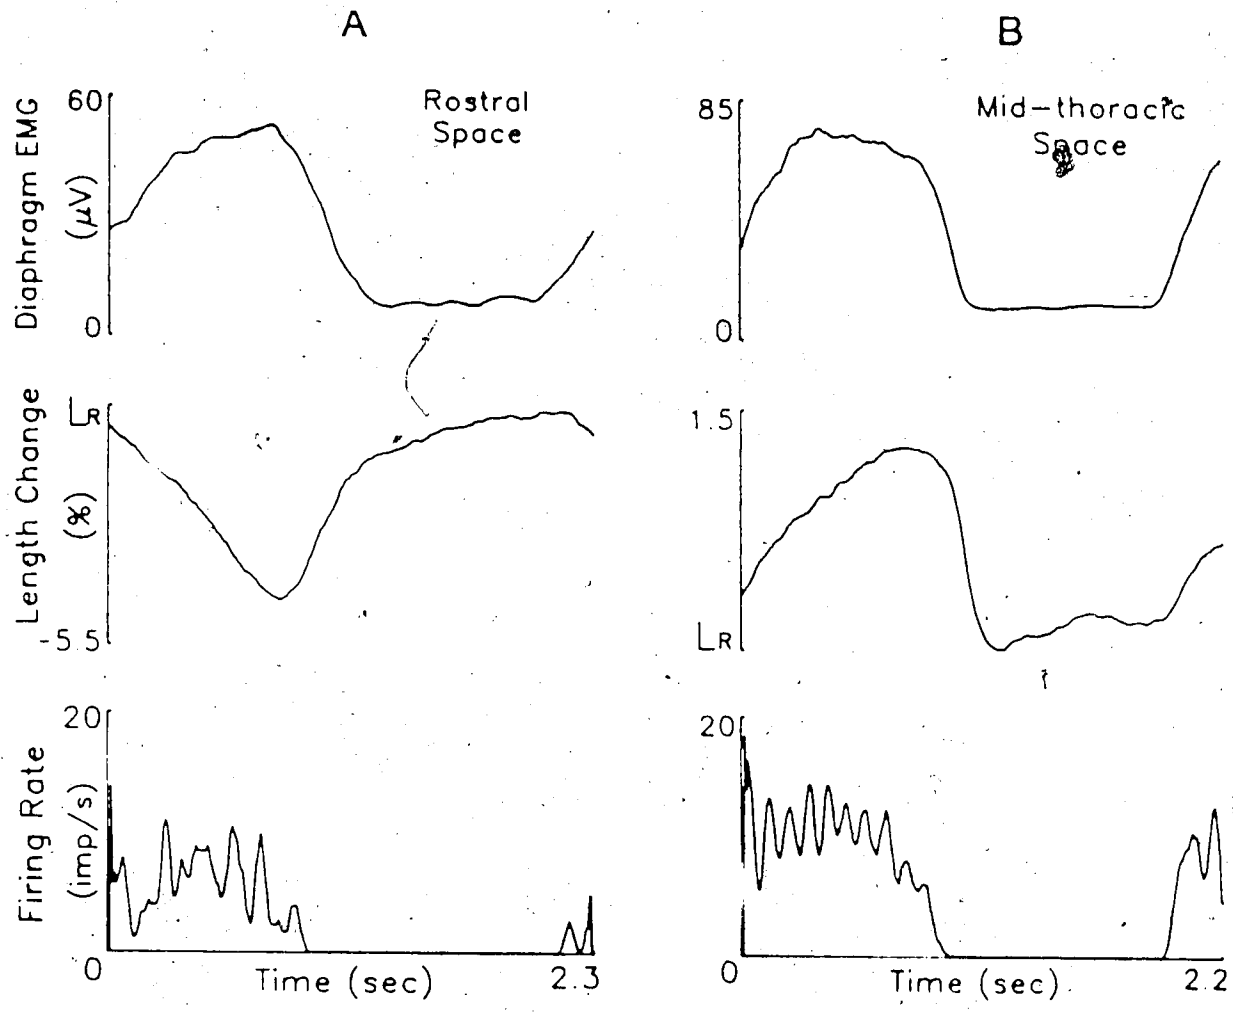 A
B
60
Rostral
Space
Diaphragm EMG
(µV)
0
85
Mid-thoracic
Space
0
LR
Length Change
(%)
-5.5
1.5
LR
20
Firing Rate
(imp/s)
0
Time (sec)
2.3
20
0
Time (sec)
2.2